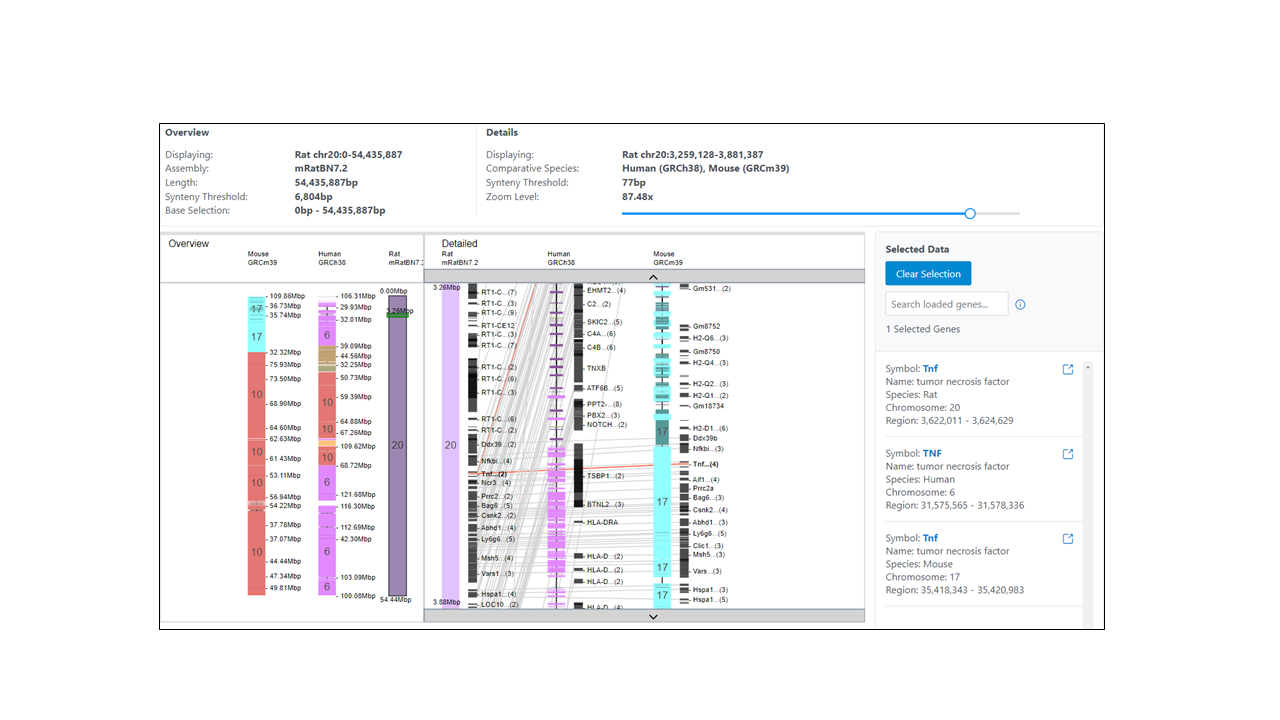 Overview
Displaying: Rat chr20:0-54,435,887
Assembly: mRatBN7.2
Length: 54,435,887bp
Synteny Threshold: 6,804bp
Base Selection: 0bp - 54,435,887bp
Details
Displaying: Rat chr20:3,259,128-3,881,387
Comparative Species: Human (GRCh38), Mouse (GRCm39)
Synteny Threshold: 77bp
Zoom Level: 87.48x
Overview
Mouse
GRCm39
Human
GRCh38
Rat
mRatBN7.2
109.86Mbp
36.73Mbp
35.74Mbp
32.32Mbp
75.93Mbp
73.50Mbp
68.90Mbp
64.60Mbp
62.63Mbp
61.43Mbp
53.11Mbp
56.94Mbp
54.22Mbp
37.78Mbp
37.07Mbp
44.44Mbp
47.34Mbp
49.81Mbp
17
17
10
10
10
10
106.31Mbp
29.93Mbp
32.01Mbp
39.09Mbp
44.56Mbp
32.25Mbp
50.73Mbp
59.39Mbp
64.88Mbp
67.26Mbp
109.62Mbp
68.72Mbp
121.68Mbp
116.30Mbp
112.69Mbp
42.30Mbp
103.09Mbp
100.08Mbp
6
10
10
10
6
6
6
0.00Mbp
3.26Mbp
20
54.44Mbp
Detailed
Rat
mRatBN7.2
Human
GRCh38
Mouse
GRCm39
3.26Mbp
20
3.88Mbp
RT1-C...(7)
RT1-C...(3)
RT1-C...(9)
RT1-CE12
RT1-C...(3)
RT1-C...(7)
RT1-C...(2)
RT1-C...(6)
RT1-C...(3)
RT1-C...(6)
RT1-C...(2)
Ddx39...(2)
Nfkbi...(4)
Tnf...(2)
Ncr3...(4)
Prrc2...(2)
Bag6...(5)
Csnk2...(2)
Abhd1...(4)
Ly6g6...(5)
Msh5...(4)
Vars1...(3)
Hspa1...(4)
LOC10...(2)
EHMT2...(4)
C2...(2)
SKIC2...(5)
C4A...(6)
C4B...(6)
TNXB
ATF6B...(5)
PPT2-...(8)
PBX2...(3)
NOTCH...(2)
TSBP1...(2)
BTNL2...(3)
HLA-DRA
HLA-D...(2)
HLA-D...(2)
HLA-D...(2)
HLA-D...(4)
17
17
17
17
Gm531...(2)
Gm8752
H2-Q6...(3)
Gm8750
H2-Q4...(3)
H2-Q2...(3)
H2-Q1...(2)
Gm18734
H2-D1...(6)
Ddx39b
Nfkbi...(3)
Tnf...(4)
Aif1...(4)
Prrc2a
Bag6...(3)
Csnk2...(4)
Abhd1...(3)
Ly6g6...(5)
Clic1...(3)
Msh5...(3)
Vars...(3)
Hspa1...(3)
Hspa1...(5)
Selected Data
Clear Selection
Search loaded genes...
1 Selected Genes
Symbol: Tnf
Name: tumor necrosis factor
Species: Rat
Chromosome: 20
Region: 3,622,011 - 3,624,629
Symbol: TNF
Name: tumor necrosis factor
Species: Human
Chromosome: 6
Region: 31,575,565 - 31,578,336
Symbol: Tnf
Name: tumor necrosis factor
Species: Mouse
Chromosome: 17
Region: 35,418,343 - 35,420,983